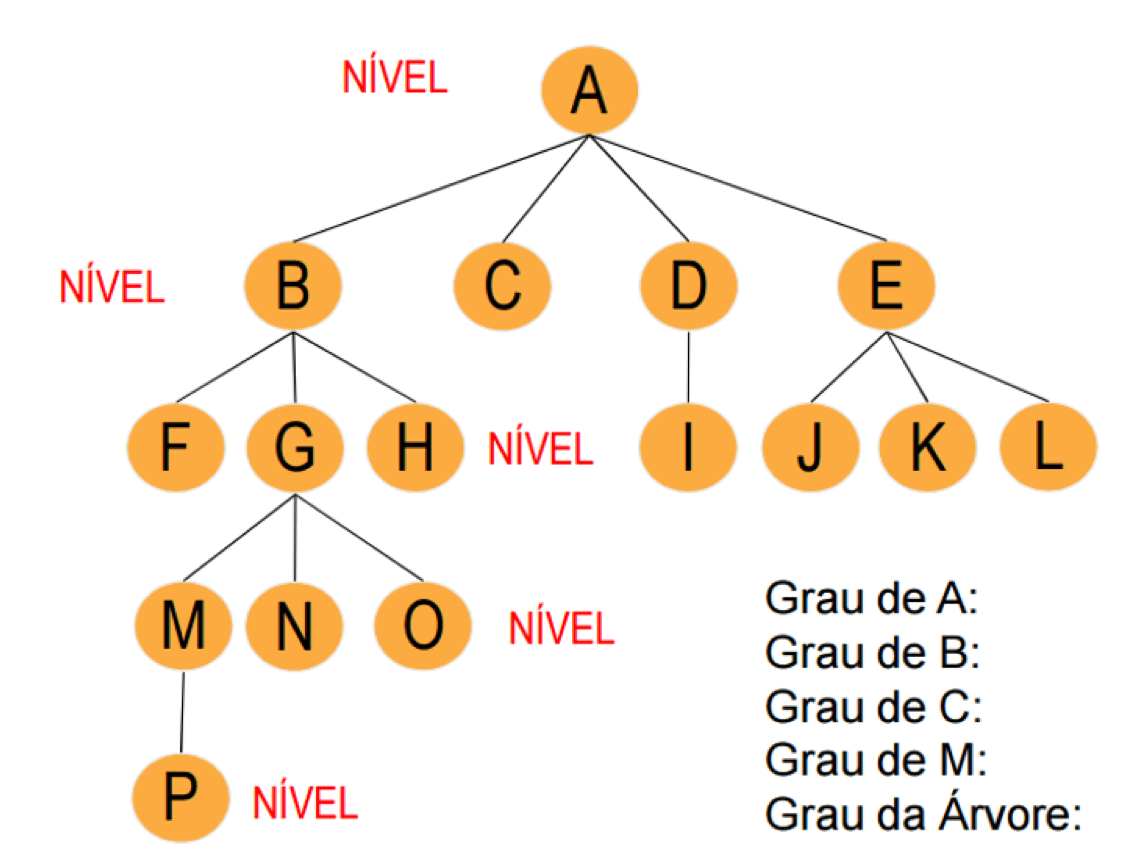 NÍVEL A
NÍVEL B C D E
F G H NÍVEL I J K L
M N O NÍVEL
P NÍVEL
Grau de A:
Grau de B:
Grau de C:
Grau de M:
Grau da Árvore: